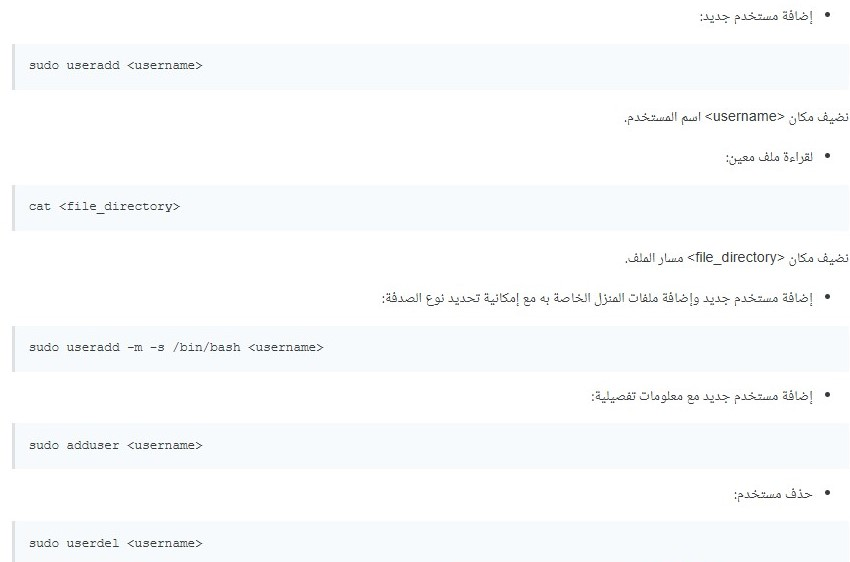 إضافة مستخدم جديد:
sudo useradd <username>
نضيف مكان <username> اسم المستخدم.
لقراءة ملف معين:
cat <file_directory>
نضيف مكان <file_directory> مسار الملف.
إضافة مستخدم جديد وإضافة ملفات المنزل الخاصة به مع إمكانية تحديد نوع الصدفة:
sudo useradd -m -s /bin/bash <username>
إضافة مستخدم جديد مع معلومات تفصيلية:
sudo adduser <username>
حذف مستخدم:
sudo userdel <username>